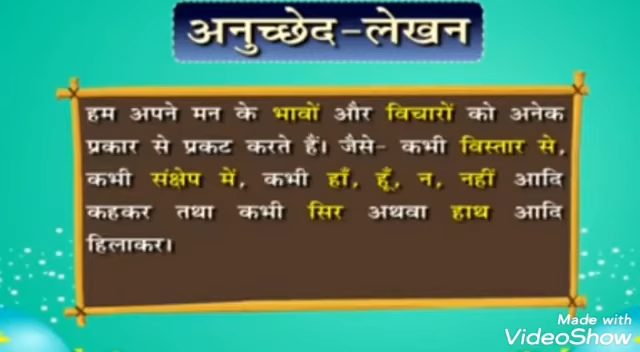 अनुच्छेद-लेखन
हम अपने मन के भावों और विचारों को अनेक
प्रकार से प्रकट करते हैं। जैसे- कभी विस्तार से,
कभी संक्षेप में, कभी हाँ, हूँ, न, नहीं आदि
कहकर तथा कभी सिर अथवा हाथ आदि
हिलाकर।
Made with
VideoShow